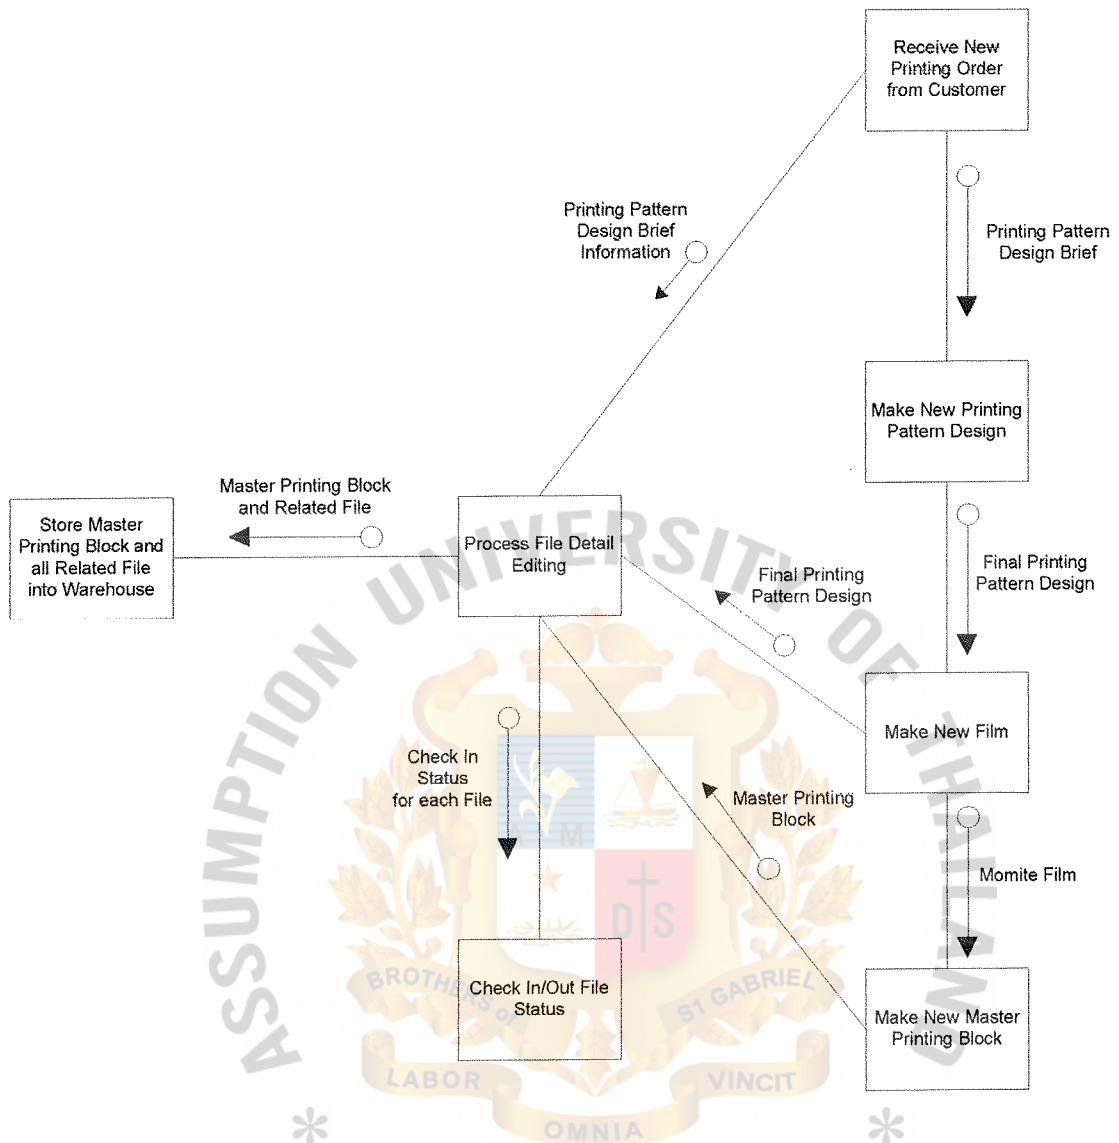 Receive New
Printing Order
from Customer
Printing Pattern
Design Brief
Information
Printing Pattern
Design Brief
Make New Printing
Pattern Design
Master Printing Block
and Related File
Store Master
Printing Block and
all Related File
into Warehouse
Process File Detail
Editing
Final Printing
Pattern Design
Final Printing
Pattern Design
Make New Film
Check In
Status
for each File
Master Printing
Block
Momite Film
Check In/Out File
Status
Make New Master
Printing Block
ASSUMPTION UNIVERSITY OF THAILAND
A M
D S
BROTHERS of S1 GABRIEL
LABOR
VINCIT
OMNIA